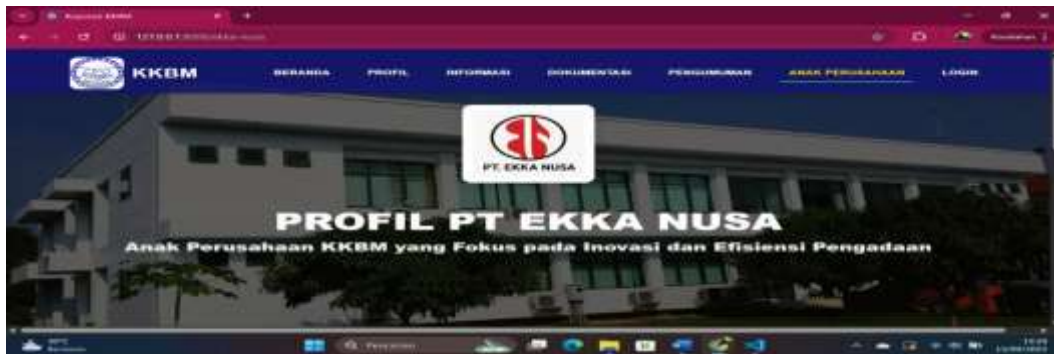 KKBM
BERANDA PROFIL INFORMASI DOKUMENTASI PENGUMUMAN ANAK PERUSAHAAN LOGIN
PT. EKKA NUSA
PROFIL PT EKKA NUSA
Anak Perusahaan KKBM yang Fokus pada Inovasi dan Efisiensi Pengadaan
Pencarian